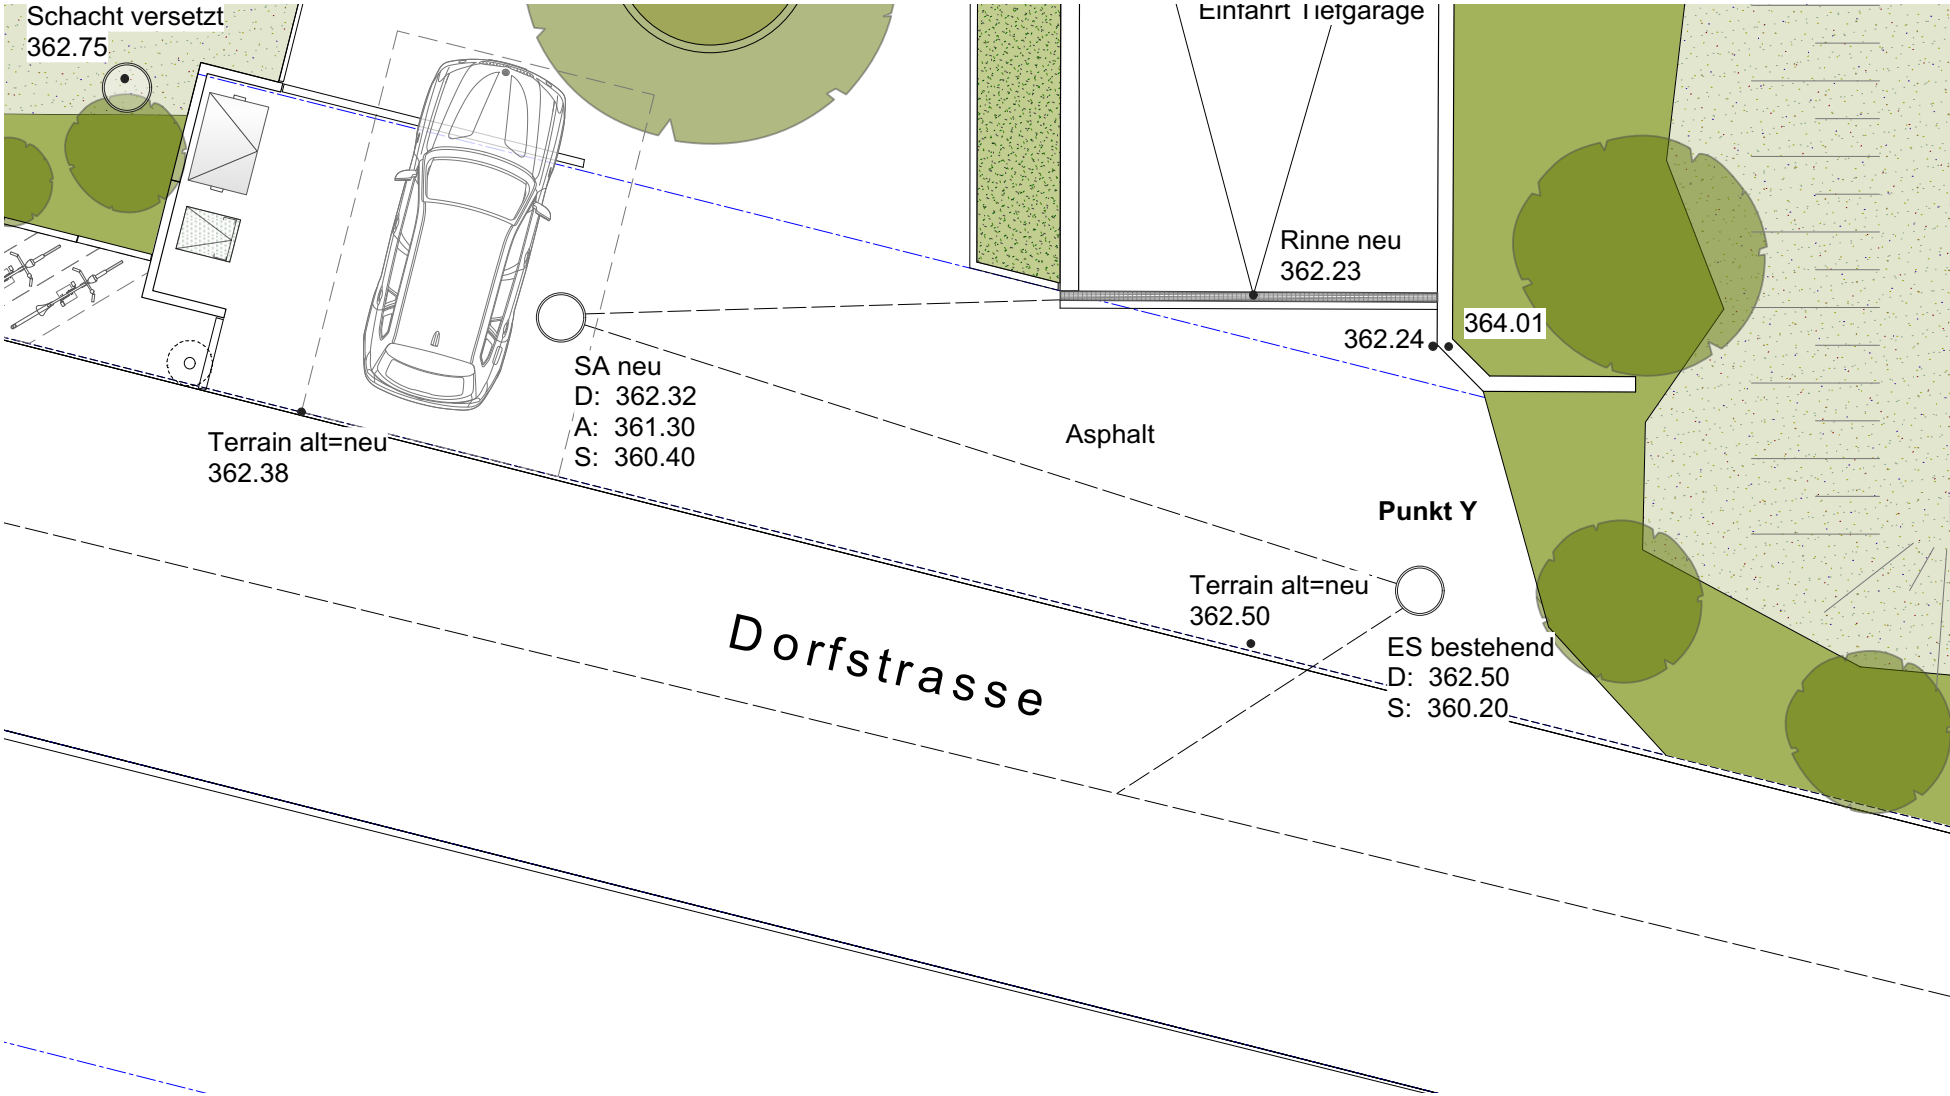 Schacht versetzt
362.75
Einfahrt Tiefgarage
Rinne neu
362.23
364.01
362.24
SA neu
D: 362.32
A: 361.30
S: 360.40
Terrain alt=neu
362.38
Asphalt
Punkt Y
Terrain alt=neu
362.50
Dorfstrasse
ES bestehend
D: 362.50
S: 360.20